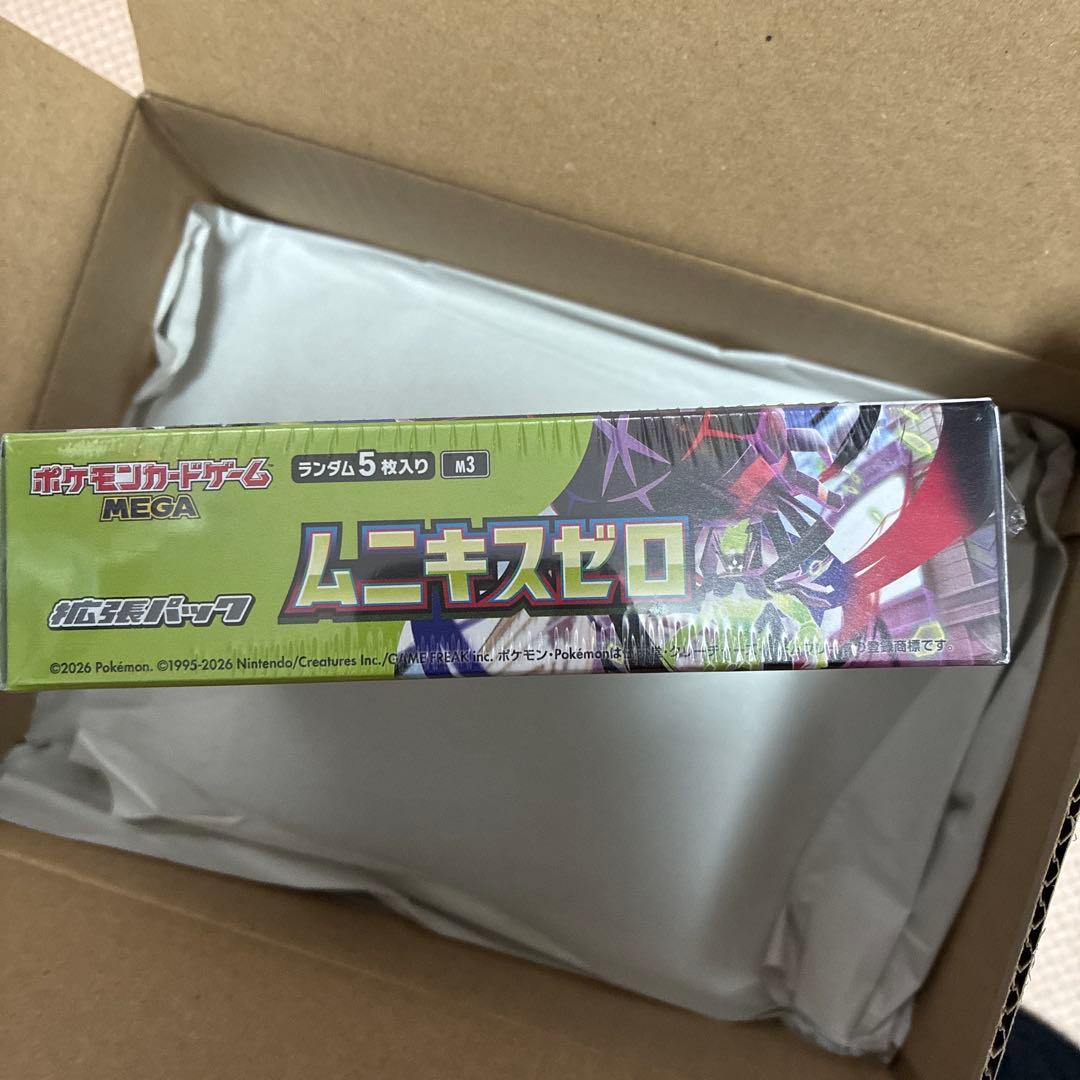 ポケモンカードゲーム
MEGA
ランダム5枚入り
M3
ムニキスゼロ
拡張パック
©2026 Pokémon. ©1995-2026 Nintendo/Creatures Inc./GAME FREAK inc. ポケモン・Pokémonは 登録商標です。